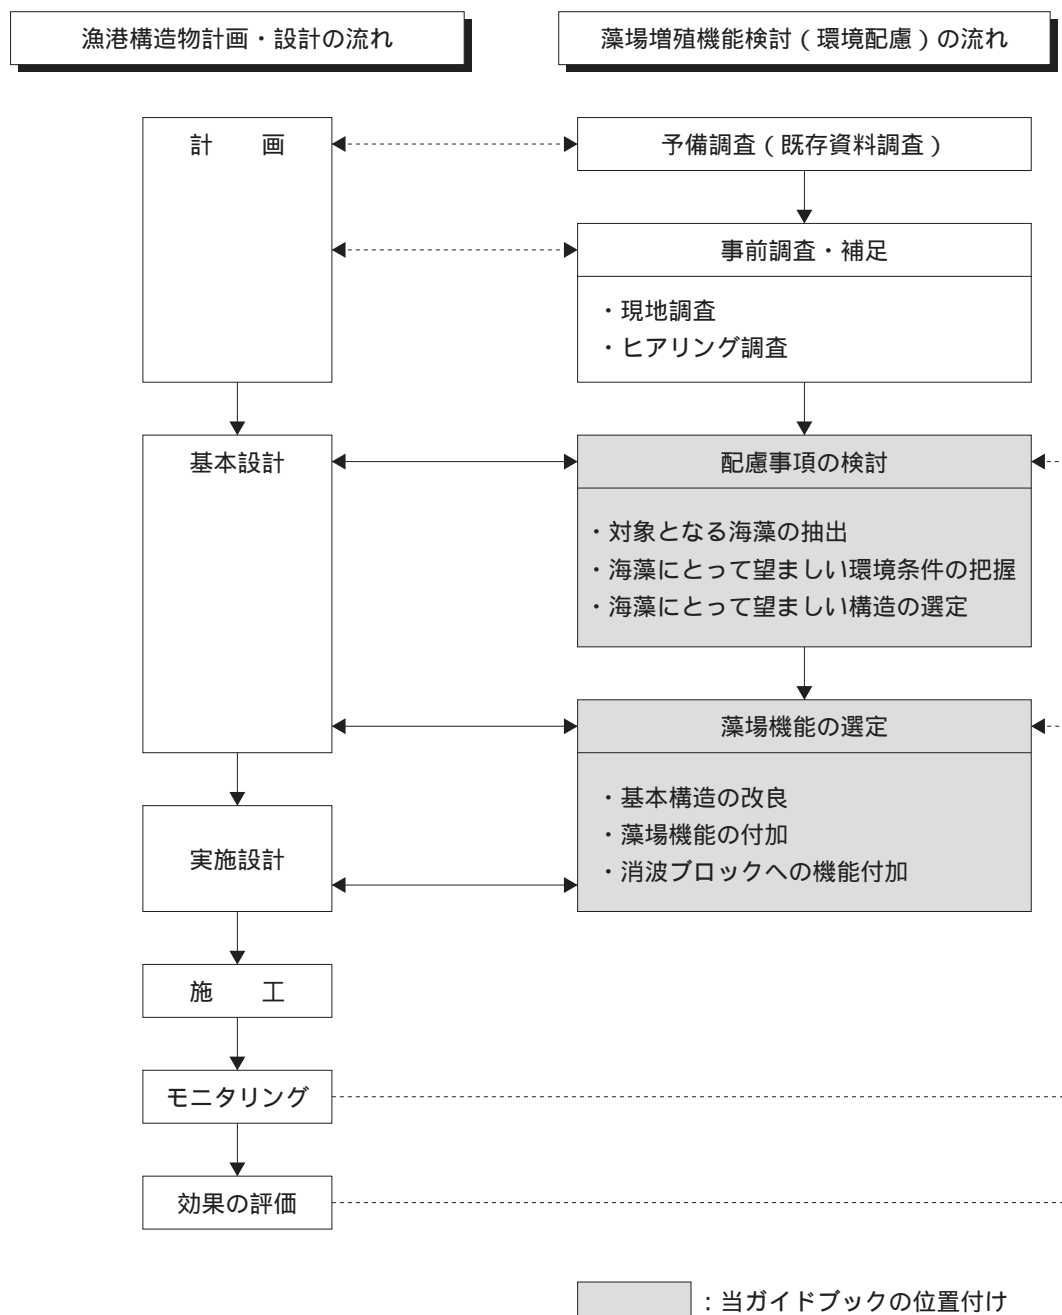 漁港構造物計画・設計の流れ
藻場増殖機能検討（環境配慮）の流れ
計　　画
予備調査（既存資料調査）
事前調査・補足
・現地調査
・ヒアリング調査
基本設計
配慮事項の検討
・対象となる海藻の抽出
・海藻にとって望ましい環境条件の把握
・海藻にとって望ましい構造の選定
藻場機能の選定
・基本構造の改良
・藻場機能の付加
・消波ブロックへの機能付加
実施設計
施　　工
モニタリング
効果の評価
：当ガイドブックの位置付け